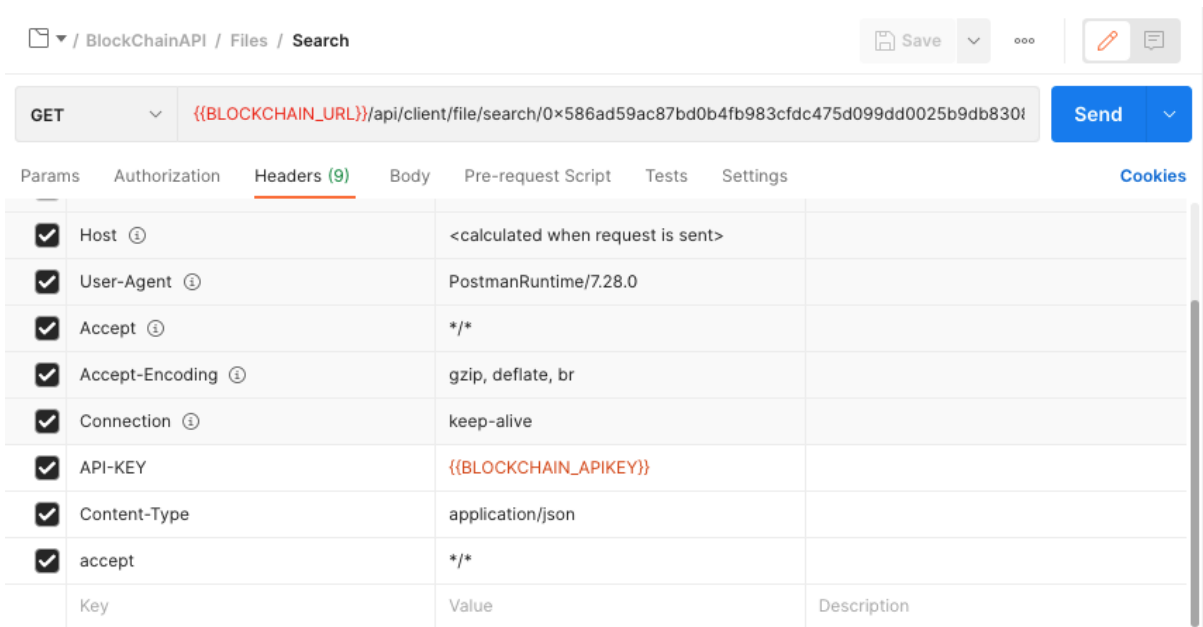 / BlockChainAPI / Files / Search Save
GET {{BLOCKCHAIN_URL}}/api/client/file/search/0×586ad59ac87bd0b4fb983cfdc475d099dd0025b9db830 Send
Params Authorization Headers (9) Body Pre-request Script Tests Settings Cookies
Host <calculated when request is sent>
User-Agent PostmanRuntime/7.28.0
Accept */*
Accept-Encoding gzip, deflate, br
Connection keep-alive
API-KEY {{BLOCKCHAIN_APIKEY}}
Content-Type application/json
accept */*
Key Value Description